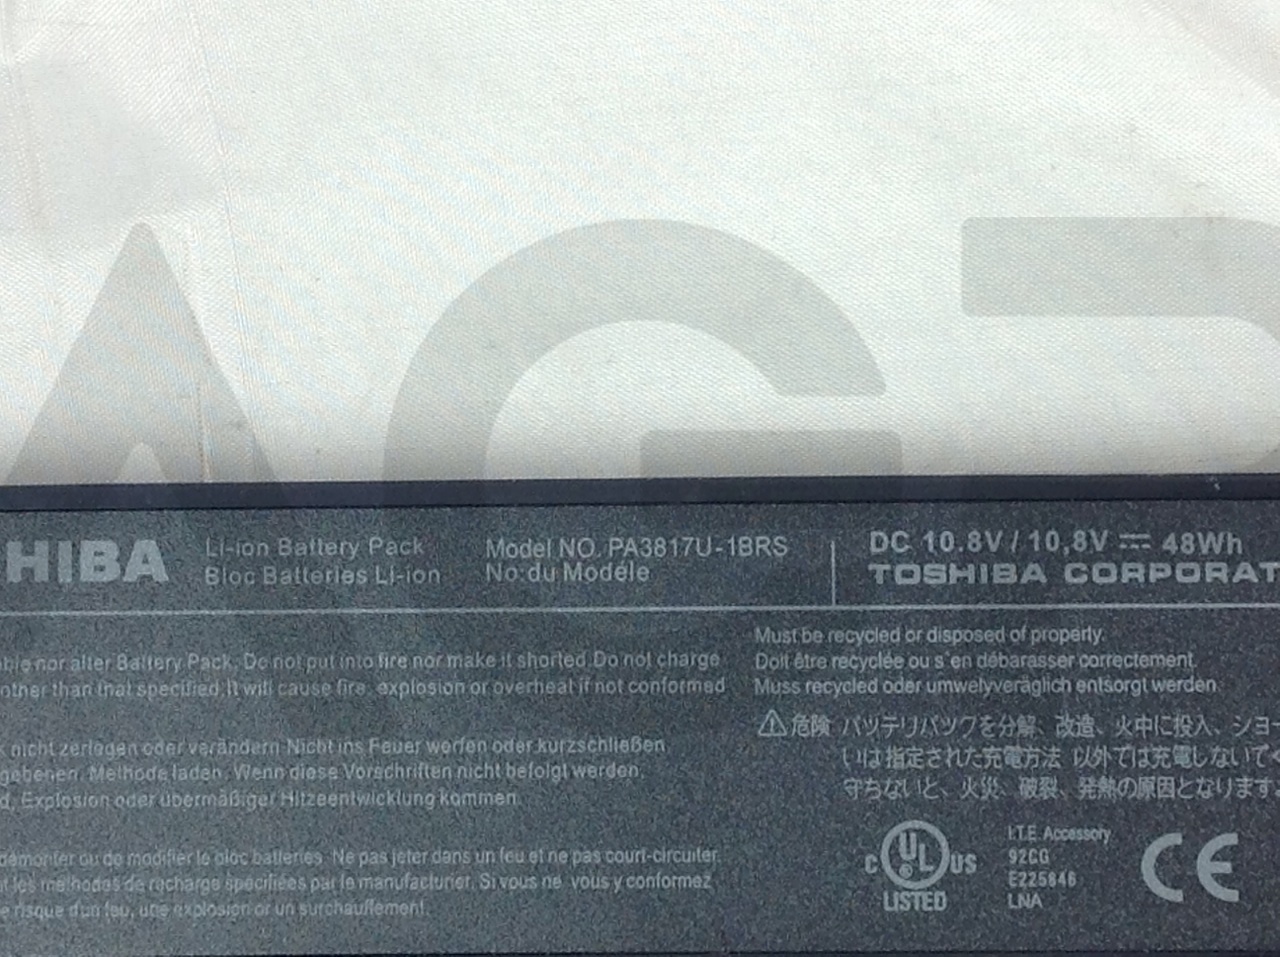 AG
HIBA
Li-ion Battery Pack
Bloc Batteries Li-ion
Model NO. PA3817U-1BRS
No.du Modéle
DC 10.8V / 10,8V ⎓ 48Wh
TOSHIBA CORPORAT
ble nor alter Battery Pack. Do not put into fire nor make it shorted.Do not charge
other than that specified.It will cause fire, explosion or overheat if not conformed
nicht zerlegen oder verändern.Nicht ins Feuer werfen oder kurzschließen
gebenen. Methode laden. Wenn diese Vorschriften nicht befolgt werden,
d. Explosion oder übermäßiger Hitzeentwicklung kommen.
démonter ou de modifier le bloc batteries. Ne pas jeter dans un feu et ne pas court-circuiter.
t les méthodes de recharge spécifiées par le manufacturier. Si vous ne vous y conformez
e risque d'un feu, une explosion or un surchauffement.
Must be recycled or disposed of properly.
Doit être recyclée ou s'en débarasser correctement.
Muss recycled oder umwelyveräglich entsorgt werden
⚠危険 バッテリパックを分解、改造、火中に投入、ショー
いは指定された充電方法 以外では充電しないでく
守ちないと、火災、破裂、発熱の原因となります。
C UL US
LISTED
I.T.E. Accessory
92CG
E225846
LNA
CE